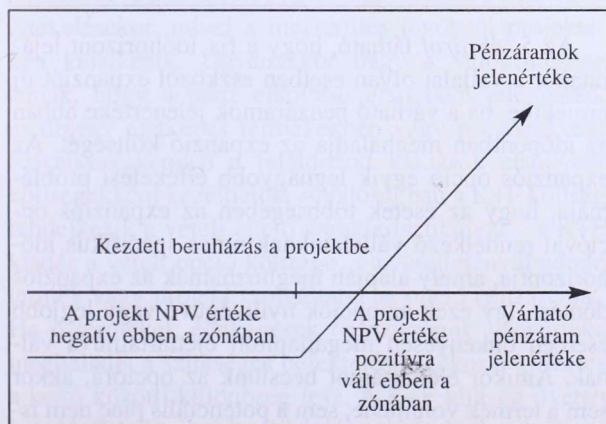 Pénzáramok
jelenértéke
Kezdeti beruházás a projektbe
A projekt NPV értéke
negatív ebben a zónában
A projekt
NPV értéke
pozitívra
vált ebben a
zónában
Várható
pénzáram
jelenértéke